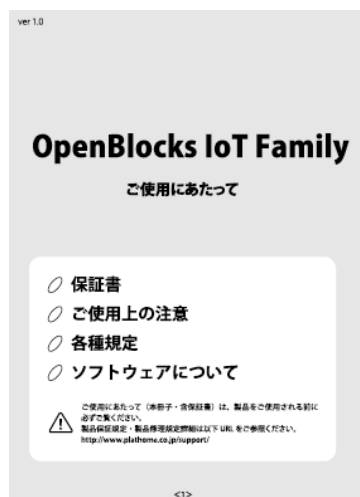 ver 1.0
OpenBlocks IoT Family
ご使用にあたって
保証書
ご使用上の注意
各種規定
ソフトウェアについて
ご使用にあたって（本冊子・含保証書）は、製品をご使用される前に
必ずご覧ください。
製品保証規定・製品修理規定詳細は以下 URL をご参照ください。
http://www.plathome.co.jp/support/
<1>